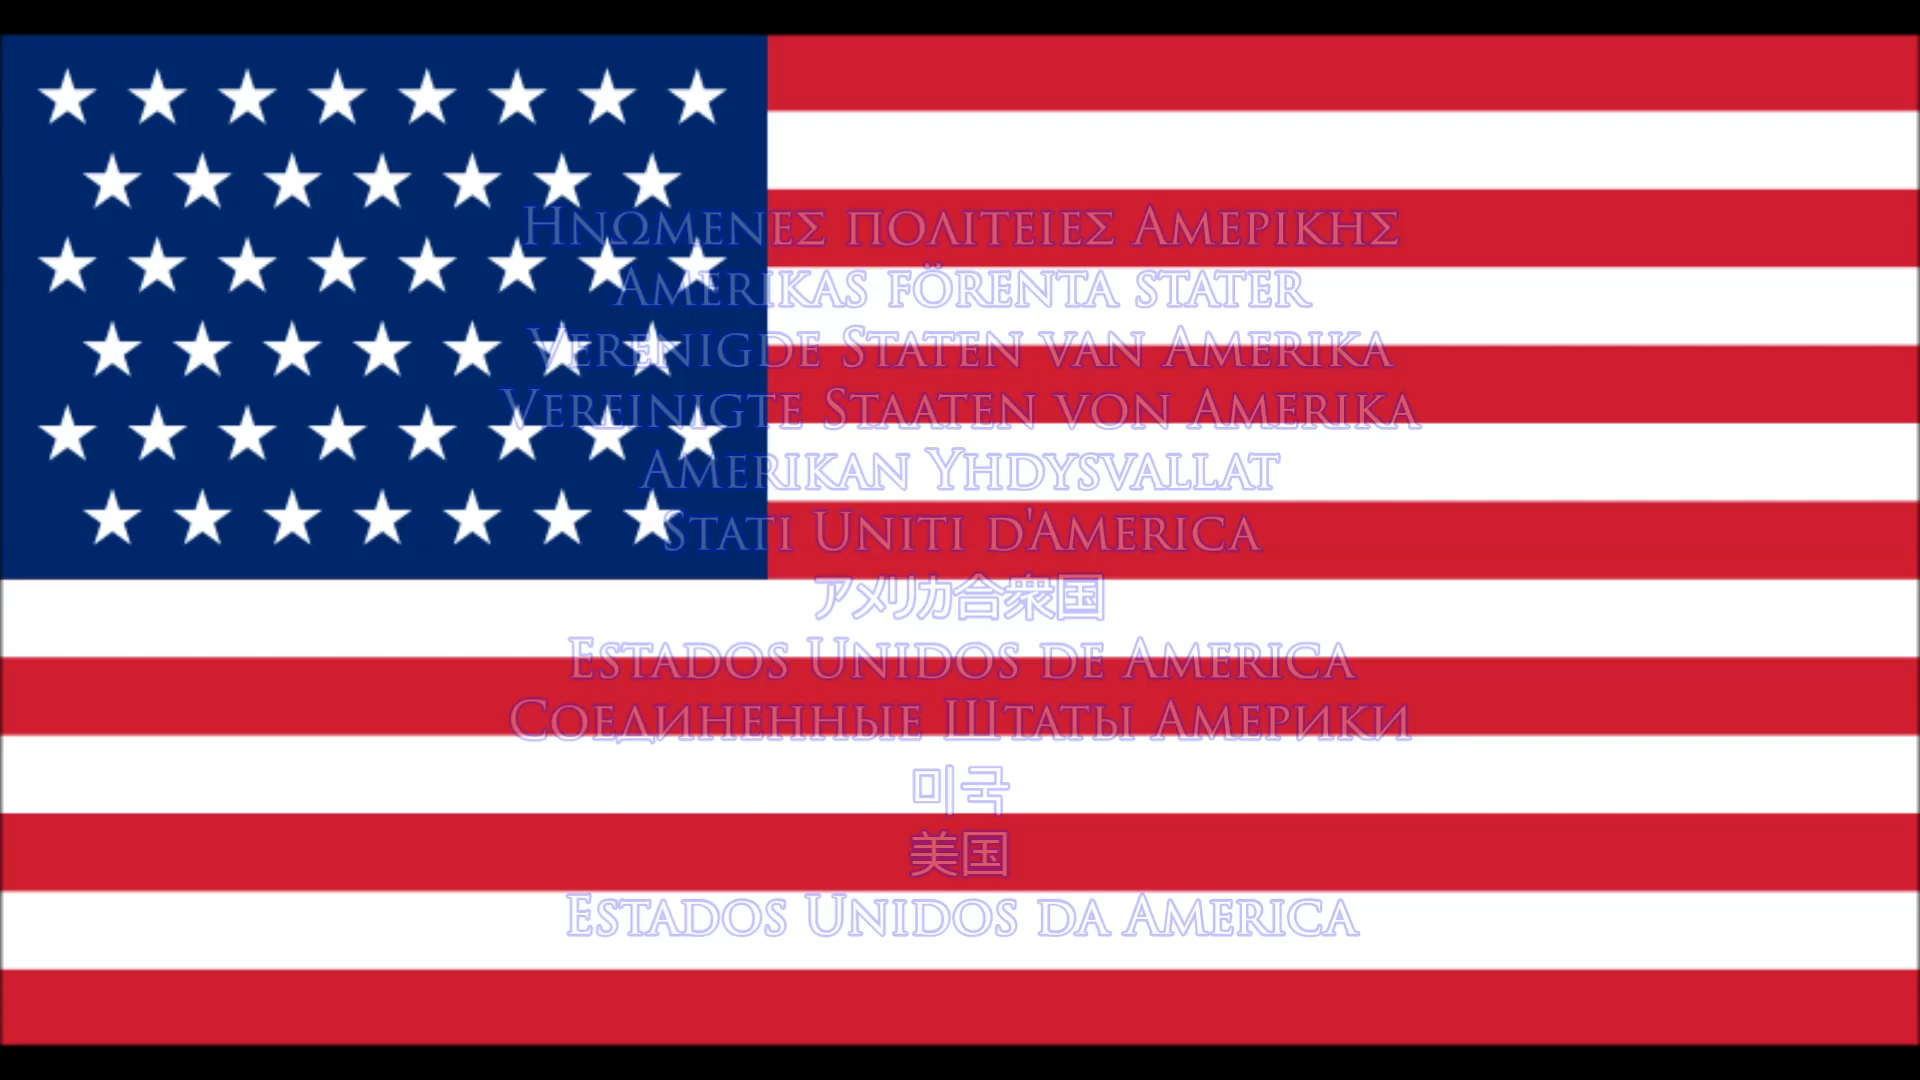 Ηνωμενες πολιτειες Αμερικης
Amerikas förenta stater
Verenigde Staten van Amerika
Vereinigte Staaten von Amerika
Amerikan Yhdysvallat
Stati Uniti d'America
アメリカ合衆国
Estados Unidos de America
Соединенные Штаты Америки
미국
美国
Estados Unidos da America